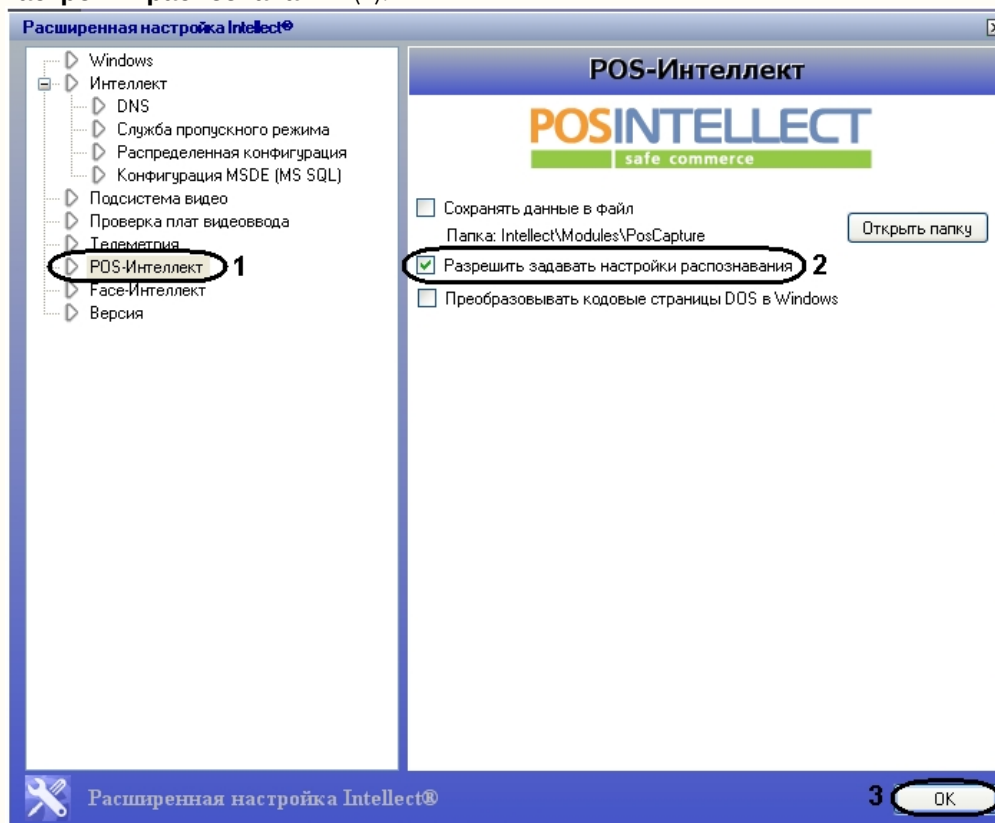 Расширенная настройка Intellect®
Windows
Интеллект
DNS
Служба пропускного режима
Распределенная конфигурация
Конфигурация MSDE (MS SQL)
Подсистема видео
Проверка плат видеоввода
Телеметрия
POS-Интеллект 1
Face-Интеллект
Версия
POS-Интеллект
POSINTELLECT
safe commerce
Сохранять данные в файл
Папка: Intellect\Modules\PosCapture
Открыть папку
Разрешить задавать настройки распознавания 2
Преобразовывать кодовые страницы DOS в Windows
Расширенная настройка Intellect®
3 OK